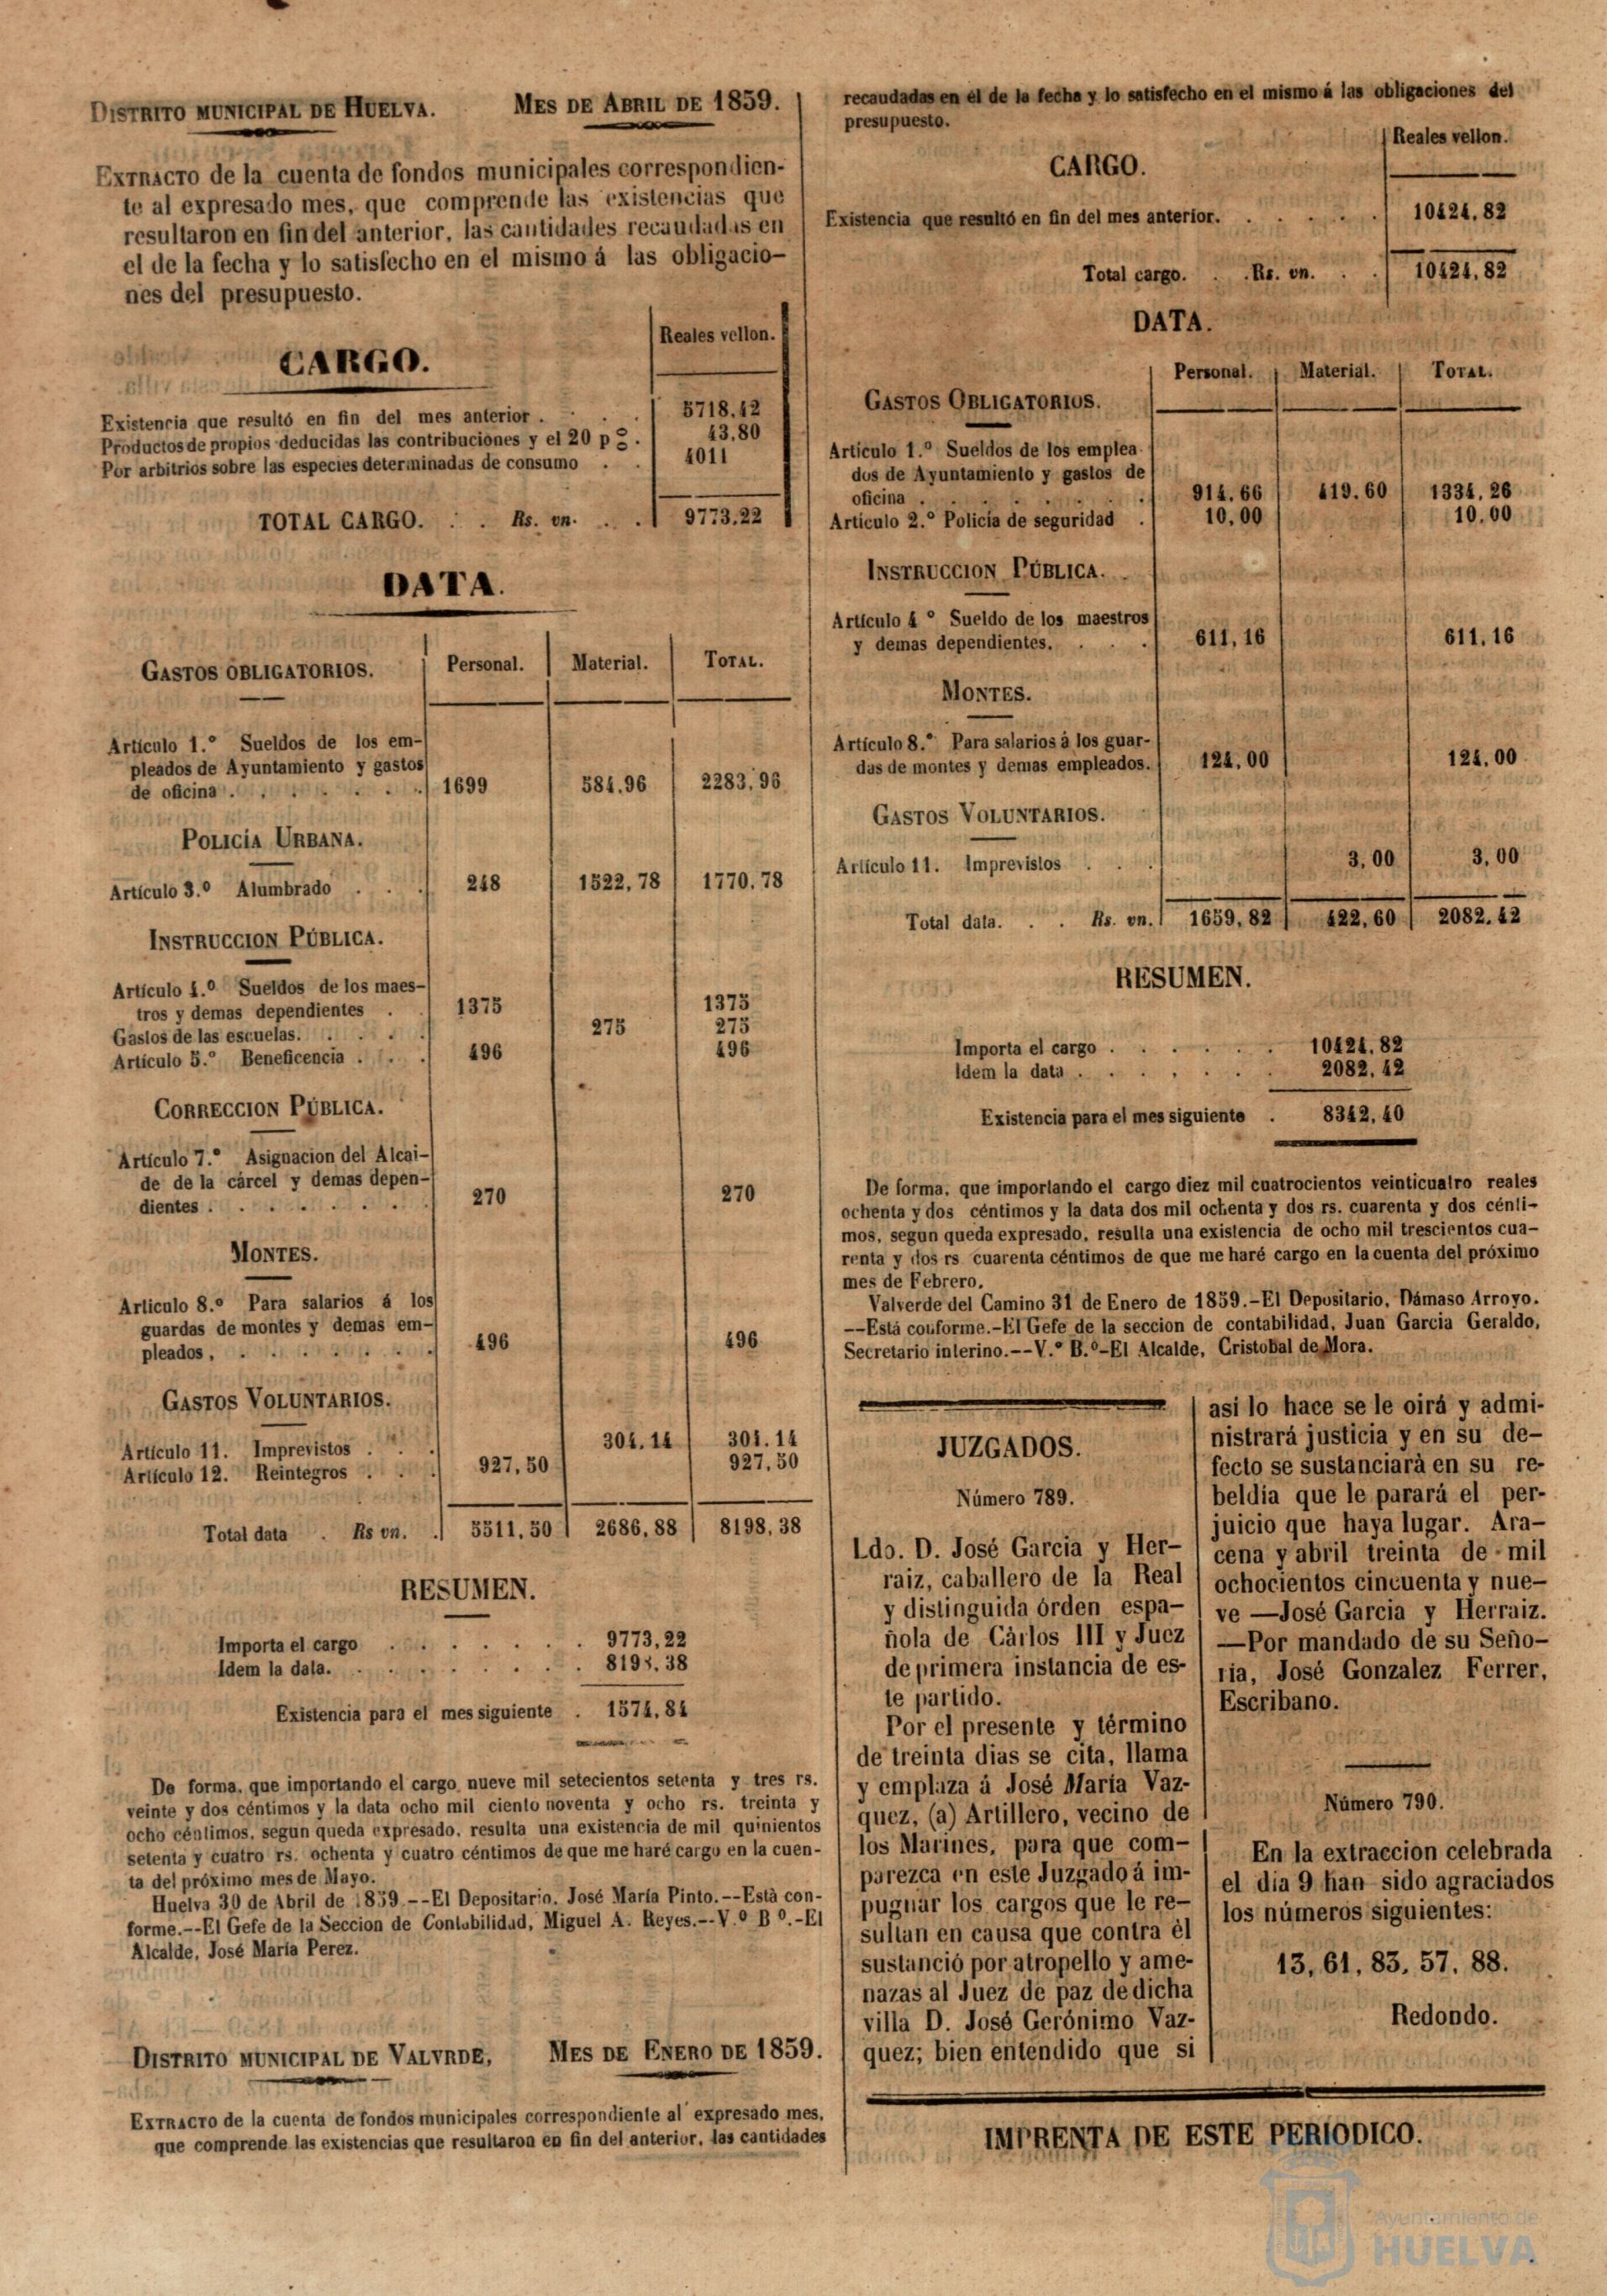 DISTRITO MUNICIPAL DE HUELVA. MES DE ABRIL DE 1859.
EXTRACTO de la cuenta de fondos municipales correspondien-
te al expresado mes, que comprende las existencias que
resultaron en fin del anterior, las cantidades recaudadas en
el de la fecha y lo satisfecho en el mismo á las obligacio-
nes del presupuesto.
Reales vellon.
CARGO.
Existencia que resultó en fin del mes anterior . . . . 5718.42
Productos de propios deducidas las contribuciones y el 20 p%. 43,80
Por arbitrios sobre las especies determinadas de consumo . . 4011
TOTAL CARGO. . . Rs. vn. . . . 9773.22
DATA.
GASTOS OBLIGATORIOS. Personal. Material. TOTAL.
Artículo 1.º Sueldos de los em-
pleados de Ayuntamiento y gastos
de oficina . . . . . . . . 1699 584.96 2283,96
POLICÍA URBANA.
Artículo 3.º Alumbrado . . . 248 1522,78 1770,78
INSTRUCCION PÚBLICA.
Artículo 4.º Sueldos de los maes-
tros y demas dependientes . 1375 1375
Gastos de las escuelas. . . . . 275 275
Artículo 5.º Beneficencia . . . 496 496
CORRECCION PÚBLICA.
Artículo 7.º Asignacion del Alcai-
de de la cárcel y demas depen-
dientes . . . . . . . . 270 270
MONTES.
Articulo 8.º Para salarios á los
guardas de montes y demas em-
pleados, . . . . . . . . 496 496
GASTOS VOLUNTARIOS.
Artículo 11. Imprevistos . . . 304.14 304.14
Artículo 12. Reintegros . . . 927,50 927,50
Total data . Rs vn. . 5511,50 2686,88 8198,38
RESUMEN.
Importa el cargo . . . . . . . 9773,22
Idem la data. . . . . . . . . 8198,38
Existencia para el mes siguiente . 1574,84
De forma, que importando el cargo nueve mil setecientos setenta y tres rs.
veinte y dos céntimos y la data ocho mil ciento noventa y ocho rs. treinta y
ocho céntimos, segun queda expresado, resulta una existencia de mil quinientos
setenta y cuatro rs. ochenta y cuatro céntimos de que me haré cargo en la cuen-
ta del próximo mes de Mayo.
Huelva 30 de Abril de 1859.--El Depositario, José María Pinto.--Está con-
forme.--El Gefe de la Seccion de Contabilidad, Miguel A. Reyes.--V.º B º.-El
Alcalde, José María Perez.
DISTRITO MUNICIPAL DE VALVRDE, MES DE ENERO DE 1859.
EXTRACTO de la cuenta de fondos municipales correspondiente al expresado mes,
que comprende las existencias que resultaron en fin del anterior, las cantidades
recaudadas en el de la fecha y lo satisfecho en el mismo á las obligaciones del
presupuesto.
Reales vellon.
CARGO.
Existencia que resultó en fin del mes anterior. . . . . . 10424,82
Total cargo. . .Rs. vn. . . 10424,82
DATA.
Personal. Material. TOTAL.
GASTOS OBLIGATORIOS.
Artículo 1.º Sueldos de los emplea
dos de Ayuntamiento y gastos de
oficina . . . . . . . . 914,66 419.60 1334,26
Artículo 2.º Policía de seguridad . 10,00 10,00
INSTRUCCION PÚBLICA.
Artículo 4 º Sueldo de los maestros
y demas dependientes. . . . 611,16 611,16
MONTES.
Artículo 8.º Para salarios á los guar-
das de montes y demas empleados. 124,00 124,00
GASTOS VOLUNTARIOS.
Artículo 11. Imprevistos . . . 3,00 3,00
Total data. . . Rs. vn. 1659,82 422,60 2082,42
RESUMEN.
Importa el cargo . . . . . . 10424,82
Idem la data . . . . . . . 2082,42
Existencia para el mes siguiente . 8342,40
De forma, que importando el cargo diez mil cuatrocientos veinticuatro reales
ochenta y dos céntimos y la data dos mil ochenta y dos rs. cuarenta y dos cénti-
mos, segun queda expresado, resulta una existencia de ocho mil trescientos cua-
renta y dos rs cuarenta céntimos de que me haré cargo en la cuenta del próximo
mes de Febrero.
Valverde del Camino 31 de Enero de 1859.-El Depositario, Dámaso Arroyo.
--Está conforme.-El Gefe de la seccion de contabilidad, Juan Garcia Geraldo,
Secretario interino.--V.º B.º-El Alcalde, Cristobal de Mora.
JUZGADOS.
Número 789.
Ldo. D. José Garcia y Her-
raiz, caballero de la Real
y distinguida órden espa-
ñola de Cárlos III y Juez
de primera instancia de es-
te partido.
Por el presente y término
de treinta dias se cita, llama
y emplaza á José María Vaz-
quez, (a) Artillero, vecino de
los Marines, para que com-
parezca en este Juzgado á im-
pugnar los cargos que le re-
sultan en causa que contra él
sustanció por atropello y ame-
nazas al Juez de paz de dicha
villa D. José Gerónimo Vaz-
quez; bien entendido que si
asi lo hace se le oirá y admi-
nistrará justicia y en su de-
fecto se sustanciará en su re-
beldia que le parará el per-
juicio que haya lugar. Ara-
cena y abril treinta de mil
ochocientos cincuenta y nue-
ve —José Garcia y Herraiz.
—Por mandado de su Seño-
ria, José Gonzalez Ferrer,
Escribano.
Número 790.
En la extraccion celebrada
el dia 9 han sido agraciados
los números siguientes:
13, 61, 83, 57, 88.
Redondo.
IMPRENTA DE ESTE PERIODICO.
Ayuntamiento de
HUELVA